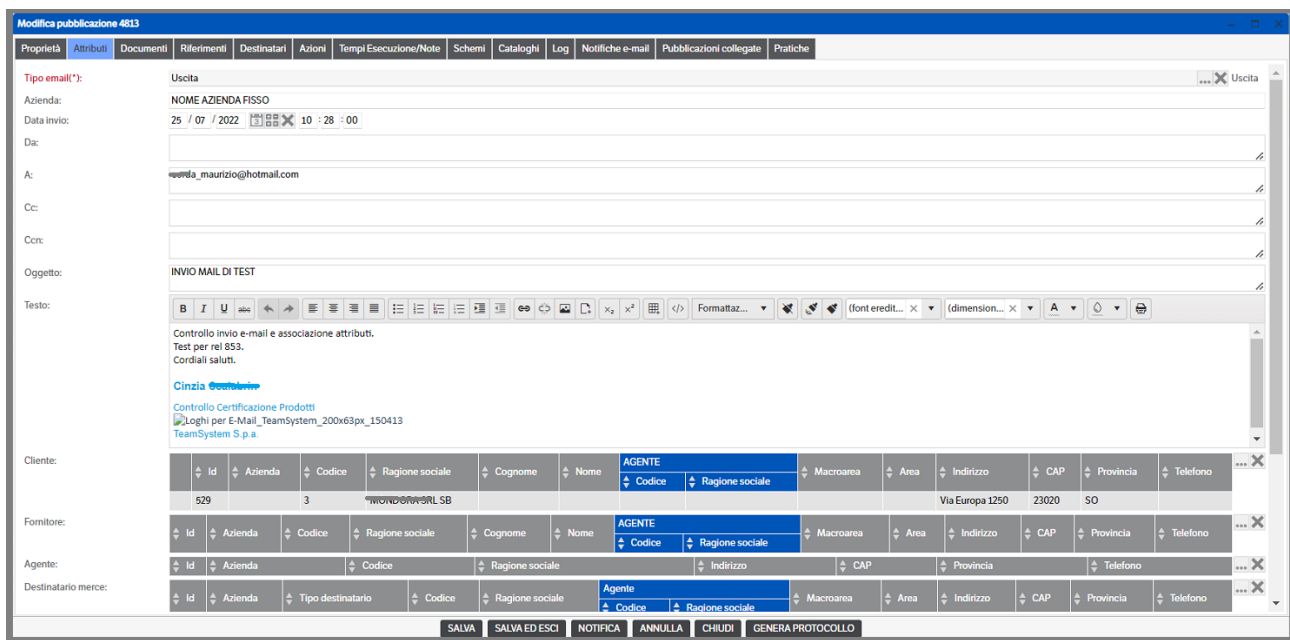 Modifica pubblicazione 4813
Proprietà Attributi Documenti Riferimenti Destinatari Azioni Tempi Esecuzione/Note Schemi Cataloghi Log Notifiche e-mail Pubblicazioni collegate Pratiche
Tipo email(*): Uscita ... Uscita
Azienda: NOME AZIENDA FISSO
Data invio: 25 / 07 / 2022 3 10 : 28 : 00
Da:
A: _maurizio@hotmail.com
Cc:
Ccn:
Oggetto: INVIO MAIL DI TEST
Testo: B I U abc x₂ x² </> Formattaz... (font eredit... (dimension... A
Controllo invio e-mail e associazione attributi.
Test per rel 853.
Cordiali saluti.
Cinzia
Controllo Certificazione Prodotti
Loghi per E-Mail_TeamSystem_200x63px_150413
TeamSystem S.p.a.
Cliente: Id Azienda Codice Ragione sociale Cognome Nome AGENTE Codice Ragione sociale Macroarea Area Indirizzo CAP Provincia Telefono ...
529 3 SRL SB Via Europa 1250 23020 SO
Fornitore: Id Azienda Codice Ragione sociale Cognome Nome AGENTE Codice Ragione sociale Macroarea Area Indirizzo CAP Provincia Telefono ...
Agente: Id Azienda Codice Ragione sociale Indirizzo CAP Provincia Telefono ...
Destinatario merce: Id Azienda Tipo destinatario Codice Ragione sociale Agente Codice Ragione sociale Macroarea Area Indirizzo CAP Provincia Telefono ...
SALVA SALVA ED ESCI NOTIFICA ANNULLA CHIUDI GENERA PROTOCOLLO